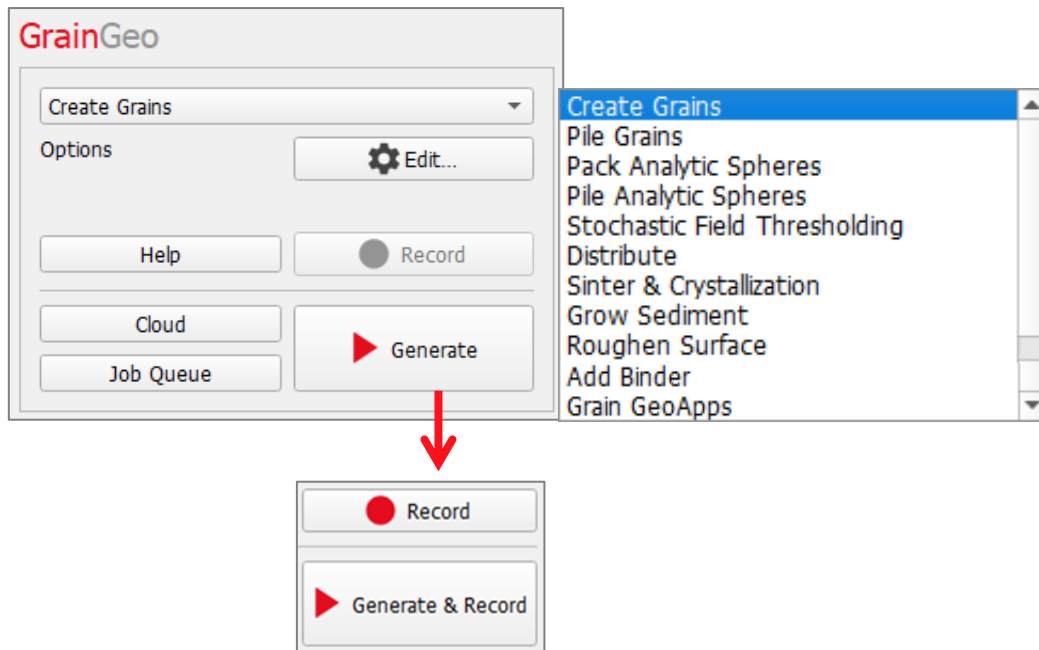 GrainGeo
Create Grains
Options
Edit...
Help
Record
Cloud
Generate
Job Queue
Create Grains
Pile Grains
Pack Analytic Spheres
Pile Analytic Spheres
Stochastic Field Thresholding
Distribute
Sinter & Crystallization
Grow Sediment
Roughen Surface
Add Binder
Grain GeoApps
Record
Generate & Record